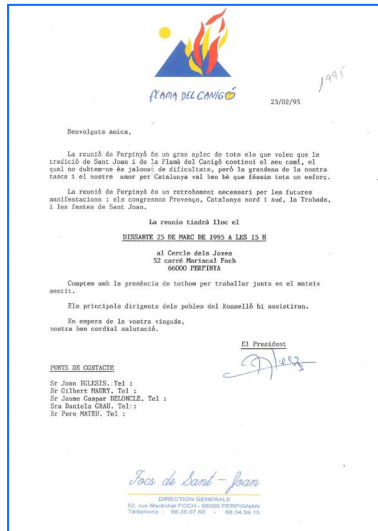 FLAMA DEL CANIGÓ
1995
23/02/95
Benvolguts amics,
La reunió de Perpinyà és un gran aplec de tots els que volen que la
tradició de Sant Joan i de la Flamà del Canigó continuï el seu camí, el
qual no dubtem-ne és jalonat de dificultats, però la grandesa de la nostra
tasca i el nostre amor per Catalunya val ben bé que féssim tots un esforç.
La reunió de Perpinyà és un retrobament necessari per les futures
manifestacions : els congressos Provença, Catalunya nord i sud, la Trobada,
i les festes de Sant Joan.
La reunio tindrà lloc el
DISSABTE 25 DE MARC DE 1995 A LES 15 H
al Cercle dels Joves
52 carré Mariscal Foch
66000 PERPINYA
Comptem amb la presència de tothom per traballar junts en el mateix
sentit.
Els principals dirigents dels pobles del Rosselló hi assistiran.
En espera de la vostra vinguda,
nostra ben cordial salutació.
El President
PUNTS DE CONTACTE
Sr Joan IGLESIS. Tel :
Sr Gilbert MAURY. Tel :
Sr Jaume Gaspar DELONCLE. Tel :
Sra Daniela GRAU. Tel :
Sr Pere MATEU. Tel :
Focs de Sant - Joan
DIRECTION GENERALE
52, rue Maréchal FOCH - 66000 PERPIGNAN
Téléphone : 68.35.07.60 - 68.34.59.15